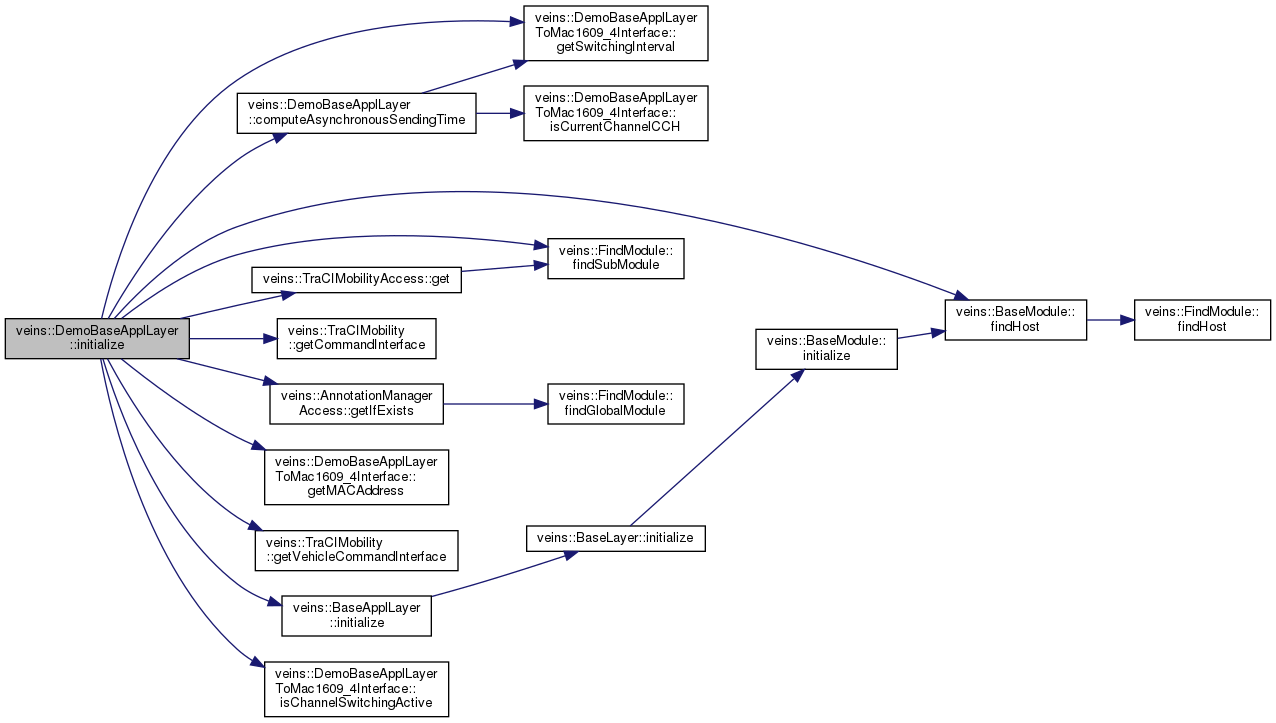 veins::DemoBaseApplLayer
ToMac1609_4Interface::
getSwitchingInterval
veins::DemoBaseApplLayer
::computeAsynchronousSendingTime
veins::DemoBaseApplLayer
ToMac1609_4Interface::
isCurrentChannelCCH
veins::FindModule::
findSubModule
veins::TraCIMobilityAccess::get
veins::DemoBaseApplLayer
::initialize
veins::TraCIMobility
::getCommandInterface
veins::BaseModule::
initialize
veins::BaseModule::
findHost
veins::FindModule::
findHost
veins::AnnotationManager
Access::getIfExists
veins::FindModule::
findGlobalModule
veins::DemoBaseApplLayer
ToMac1609_4Interface::
getMACAddress
veins::TraCIMobility
::getVehicleCommandInterface
veins::BaseLayer::initialize
veins::BaseApplLayer
::initialize
veins::DemoBaseApplLayer
ToMac1609_4Interface::
isChannelSwitchingActive